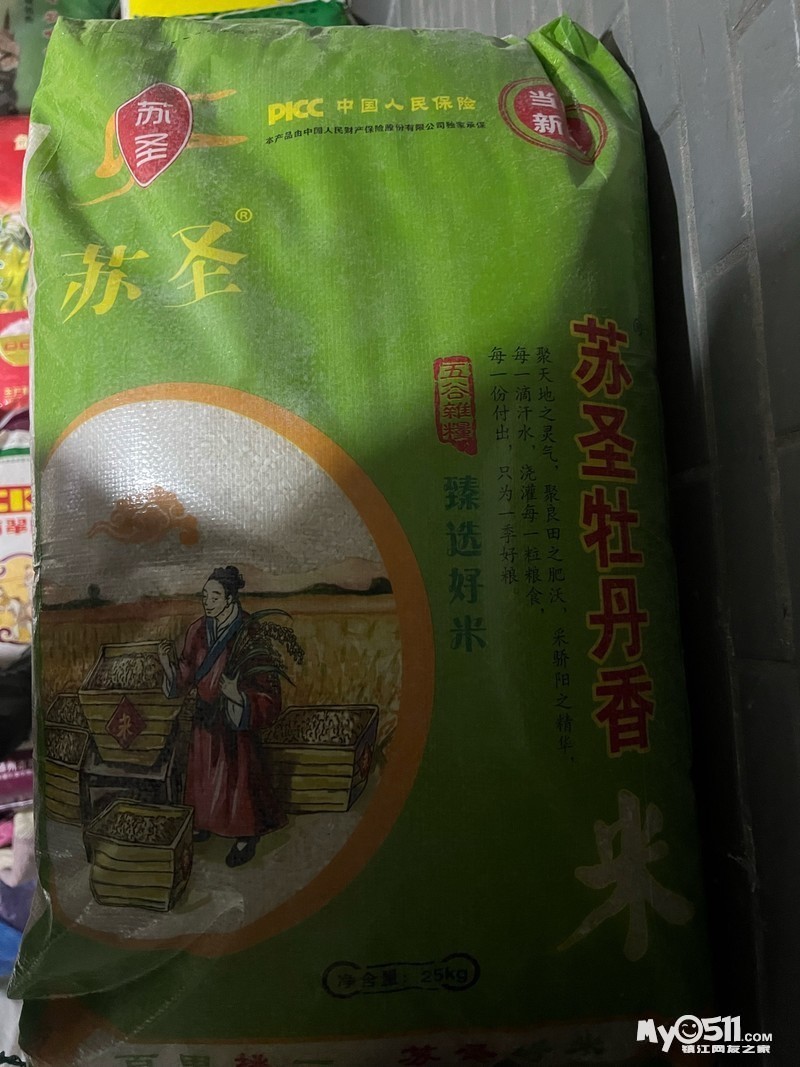 苏圣
PICC 中国人民保险
本产品由中国人民财产保险股份有限公司独家承保
当新
苏圣®
苏圣牡丹香
米
聚天地之灵气，聚良田之肥沃，采骄阳之精华，
每一滴汗水，浇灌每一粒粮食，
每一份付出，只为一季好粮。
五谷雜糧
臻选好米
米
净含量：25kg
My0511.COM
镇江网友之家